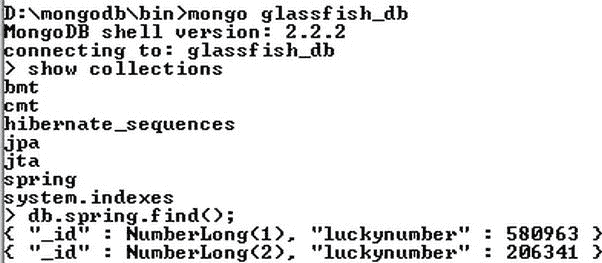 D:\mongodb\bin>mongo glassfish_db
MongoDB shell version: 2.2.2
connecting to: glassfish_db
> show collections
bmt
cmt
hibernate_sequences
jpa
jta
spring
system.indexes
> db.spring.find();
{ "_id" : NumberLong(1), "luckynumber" : 580963 }
{ "_id" : NumberLong(2), "luckynumber" : 206341 }